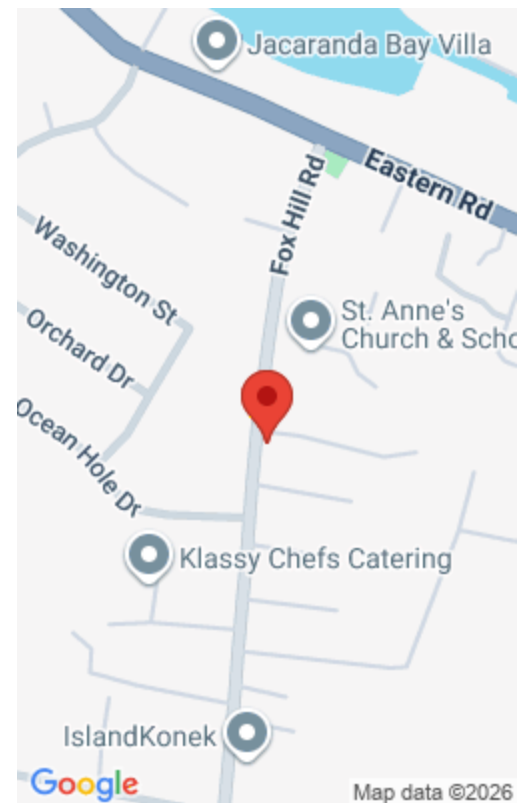 Jacaranda Bay Villa
Eastern Rd
Fox Hill Rd
Washington St
St. Anne's
Church & Scho
Orchard Dr
Ocean Hole Dr
Klassy Chefs Catering
IslandKonek
Google
Map data ©2026